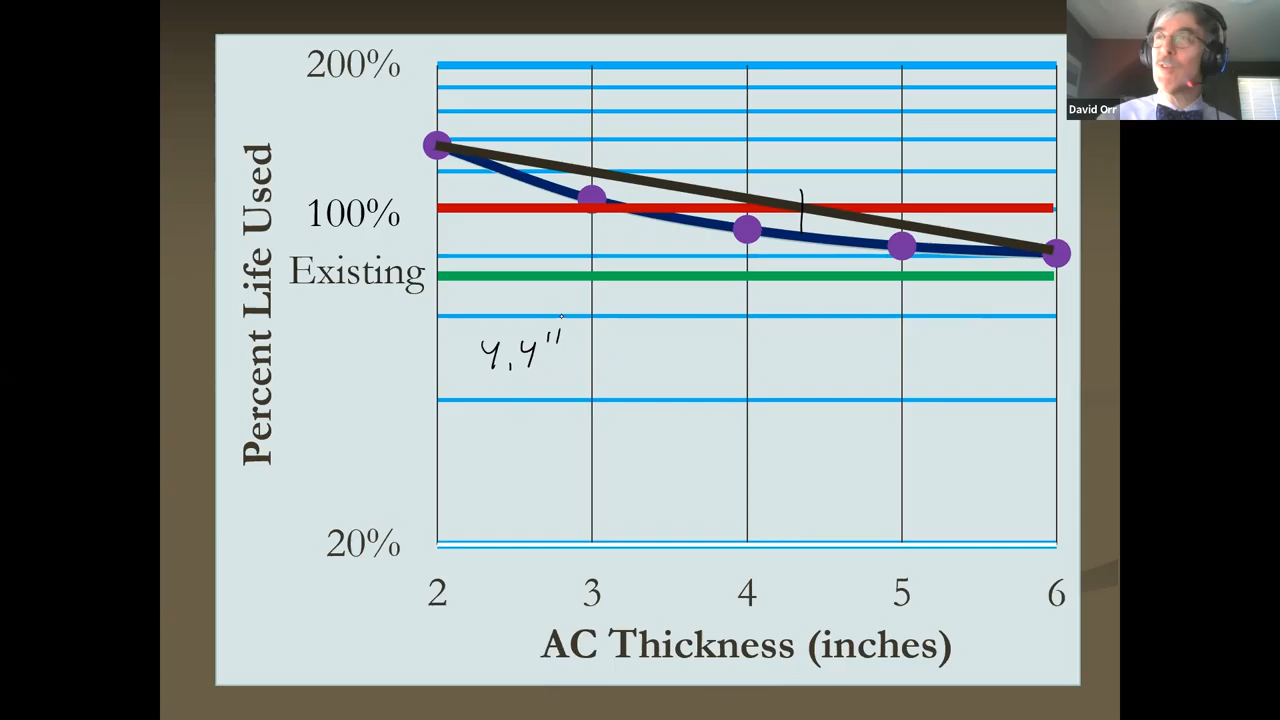 David Orr
200%
100%
Existing
20%
Percent Life Used
4.4"
2 3 4 5 6
AC Thickness (inches)